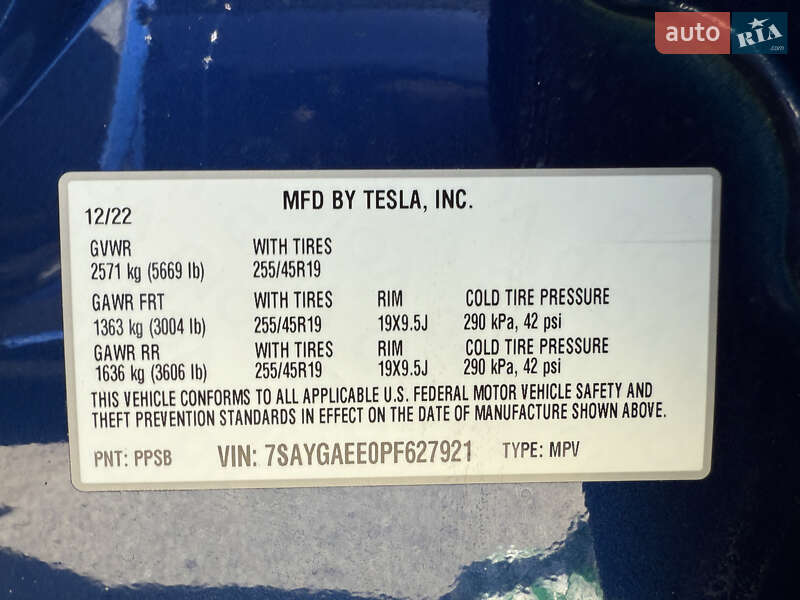 auto RIA.com
MFD BY TESLA, INC.
12/22
GVWR WITH TIRES
2571 kg (5669 lb) 255/45R19
GAWR FRT WITH TIRES RIM COLD TIRE PRESSURE
1363 kg (3004 lb) 255/45R19 19X9.5J 290 kPa, 42 psi
GAWR RR WITH TIRES RIM COLD TIRE PRESSURE
1636 kg (3606 lb) 255/45R19 19X9.5J 290 kPa, 42 psi
THIS VEHICLE CONFORMS TO ALL APPLICABLE U.S. FEDERAL MOTOR VEHICLE SAFETY AND
THEFT PREVENTION STANDARDS IN EFFECT ON THE DATE OF MANUFACTURE SHOWN ABOVE.
PNT: PPSB VIN: 7SAYGAEE0PF627921 TYPE: MPV